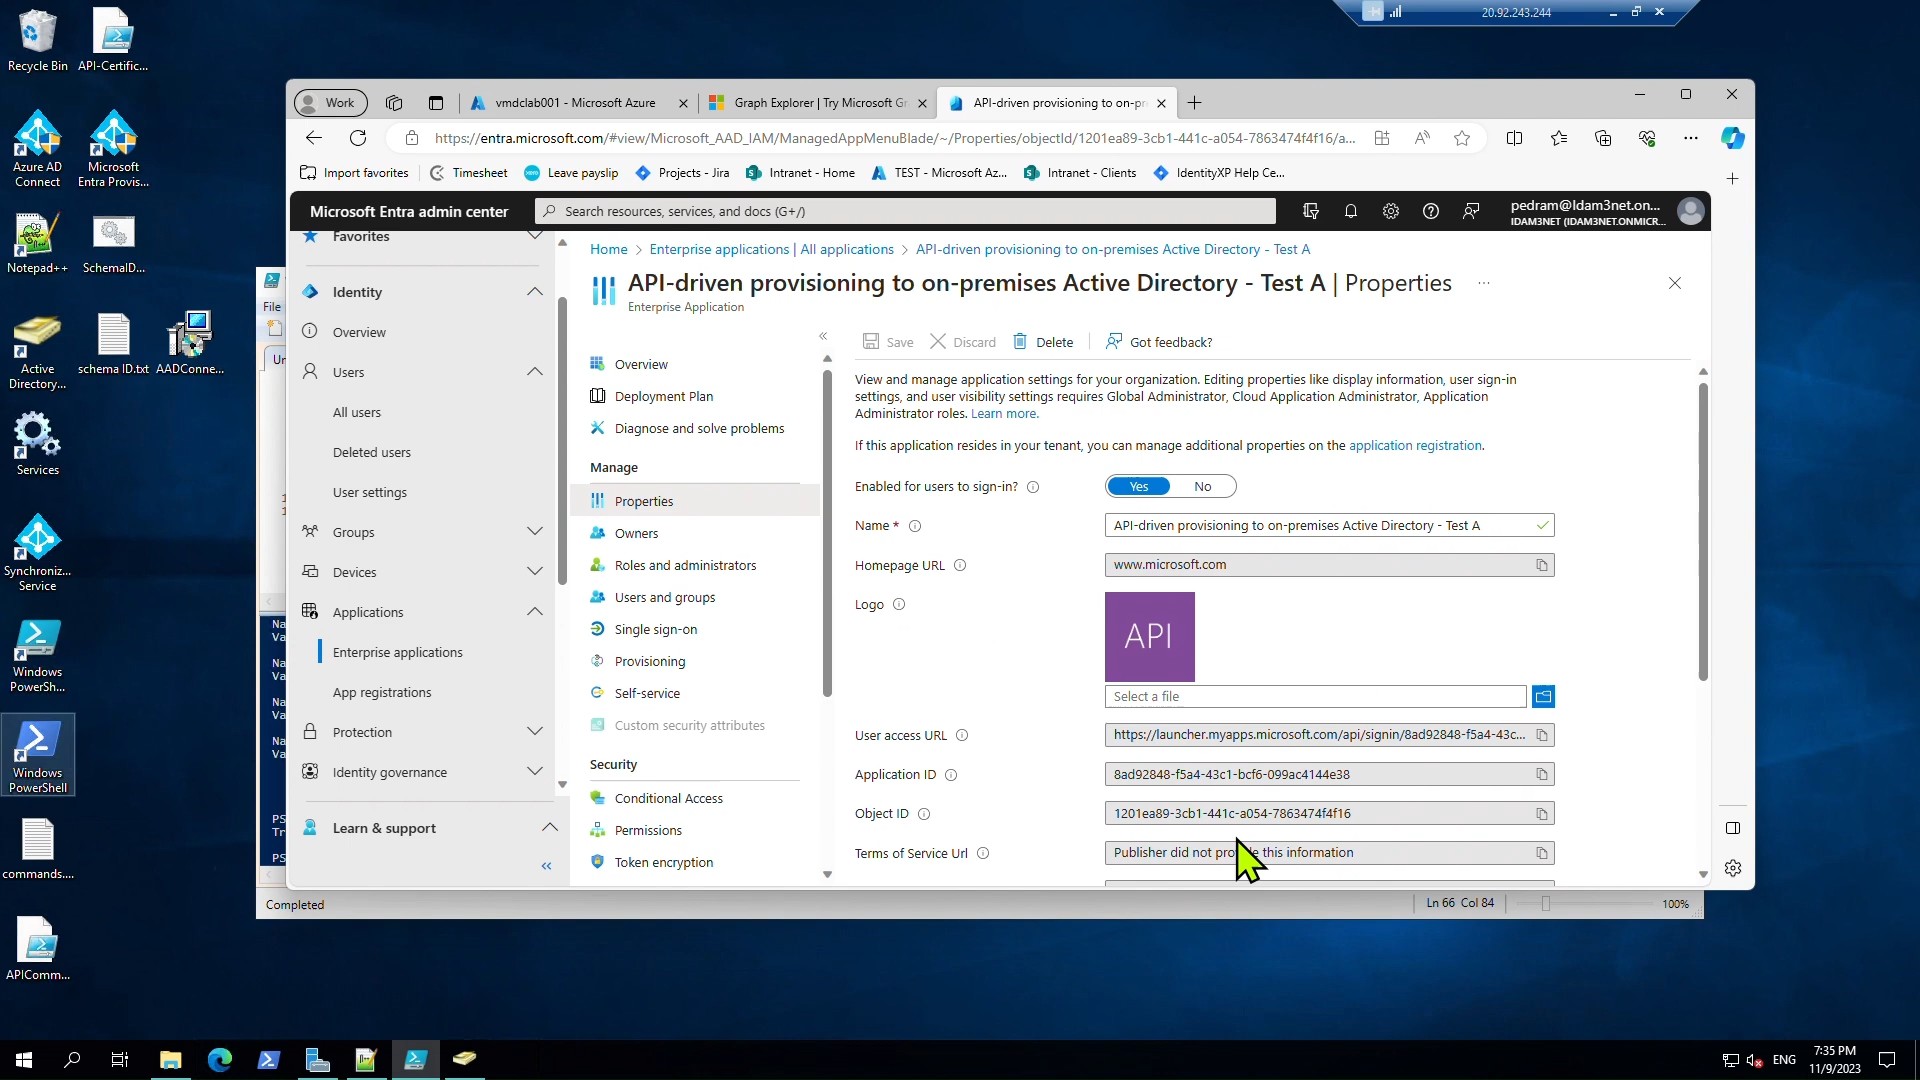 20.92.243.244
Recycle Bin
API-Certific...
Azure AD
Connect
Microsoft
Entra Provis...
Notepad++
SchemaID...
Active
Directory...
schema ID.txt
AADConne...
Services
Synchroniz...
Service
Windows
PowerSh...
Windows
PowerShell
commands....
APIComm...
Work
vmdclab001 - Microsoft Azure
Graph Explorer | Try Microsoft Gr
API-driven provisioning to on-pr
https://entra.microsoft.com/#view/Microsoft_AAD_IAM/ManagedAppMenuBlade/~/Properties/objectId/1201ea89-3cb1-441c-a054-7863474f4f16/a...
Import favorites
Timesheet
Leave payslip
Projects - Jira
Intranet - Home
TEST - Microsoft Az...
Intranet - Clients
IdentityXP Help Ce...
Microsoft Entra admin center
Search resources, services, and docs (G+/)
pedram@Idam3net.on...
IDAM3NET (IDAM3NET.ONMICR...
File
Favorites
Identity
Overview
Users
All users
Deleted users
User settings
Groups
Devices
Applications
Enterprise applications
App registrations
Protection
Identity governance
Learn & support
Home > Enterprise applications | All applications > API-driven provisioning to on-premises Active Directory - Test A
API-driven provisioning to on-premises Active Directory - Test A | Properties
Enterprise Application
Overview
Deployment Plan
Diagnose and solve problems
Manage
Properties
Owners
Roles and administrators
Users and groups
Single sign-on
Provisioning
Self-service
Custom security attributes
Security
Conditional Access
Permissions
Token encryption
Save
Discard
Delete
Got feedback?
View and manage application settings for your organization. Editing properties like display information, user sign-in
settings, and user visibility settings requires Global Administrator, Cloud Application Administrator, Application
Administrator roles. Learn more.
If this application resides in your tenant, you can manage additional properties on the application registration.
Enabled for users to sign-in?
Yes
No
Name *
API-driven provisioning to on-premises Active Directory - Test A
Homepage URL
www.microsoft.com
Logo
API
Select a file
User access URL
https://launcher.myapps.microsoft.com/api/signin/8ad92848-f5a4-43c...
Application ID
8ad92848-f5a4-43c1-bcf6-099ac4144e38
Object ID
1201ea89-3cb1-441c-a054-7863474f4f16
Terms of Service Url
Publisher did not this information
Un
Na
Va
Na
Va
Na
Va
Na
Va
PS
Tr
PS
Completed
Ln 66 Col 84
100%
ENG
7:35 PM
11/9/2023